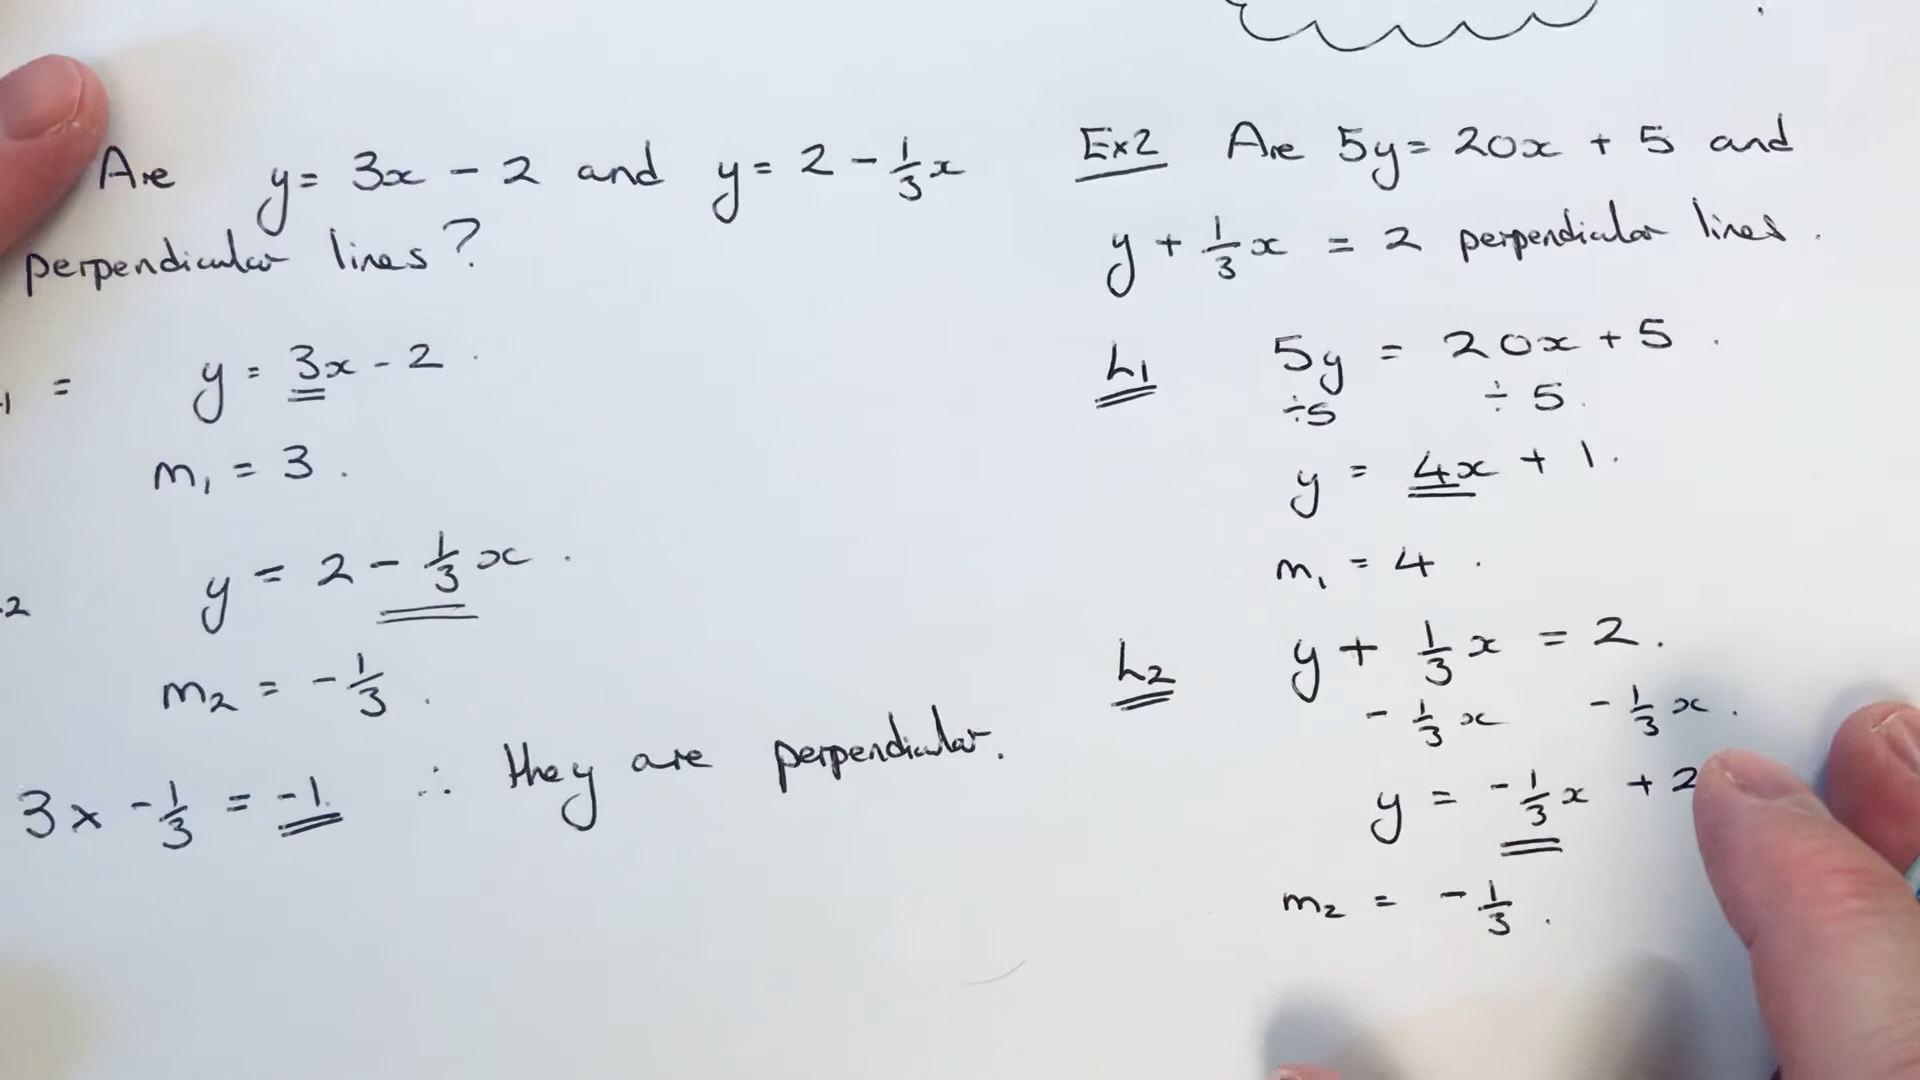 Are y = 3x - 2 and y = 2 - 1/3 x
perpendicular lines?
1 = y = 3x - 2 .
m₁ = 3 .
2 y = 2 - 1/3 x .
m₂ = - 1/3 .
3 x - 1/3 = -1 ∴ they are perpendicular.
Ex2 Are 5y = 20x + 5 and
y + 1/3 x = 2 perpendicular lines .
L1 5y = 20x + 5 .
÷5 ÷ 5 .
y = 4x + 1 .
m₁ = 4 .
L2 y + 1/3 x = 2 .
- 1/3 x - 1/3 x .
y = - 1/3 x + 2
m₂ = - 1/3 .